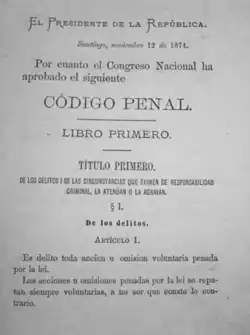 El Presidente de la República.
Santiago, noviembre 12 de 1874.
Por cuanto el Congreso Nacional ha
aprobado el siguiente
CÓDIGO PENAL.
LIBRO PRIMERO.
TÍTULO PRIMERO.
DE LOS DELITOS I DE LAS CIRCUNSTANCIAS QUE EXIMEN DE RESPONSABILIDAD
CRIMINAL, LA ATENÚAN O LA AGRAVAN.
§ I.
De los delitos.
Artículo 1.
Es delito toda accion u omision voluntaria penada
por la lei.
Las acciones u omisiones penadas por la lei se repu-
tan siempre voluntarias, a no ser que conste lo con-
trario.